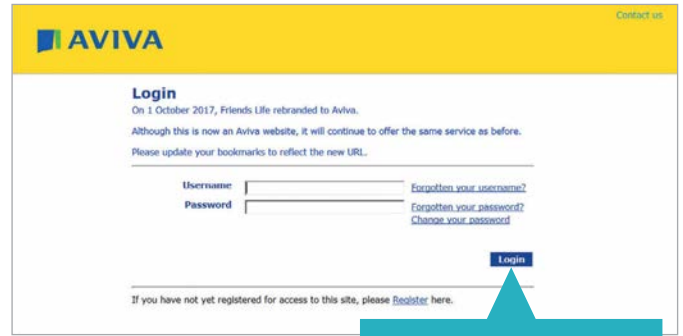 Contact us
AVIVA
Login
On 1 October 2017, Friends Life rebranded to Aviva.
Although this is now an Aviva website, it will continue to offer the same service as before.
Please update your bookmarks to reflect the new URL.
Username Forgotten your username?
Password Forgotten your password?
Change your password
Login
If you have not yet registered for access to this site, please Register here.